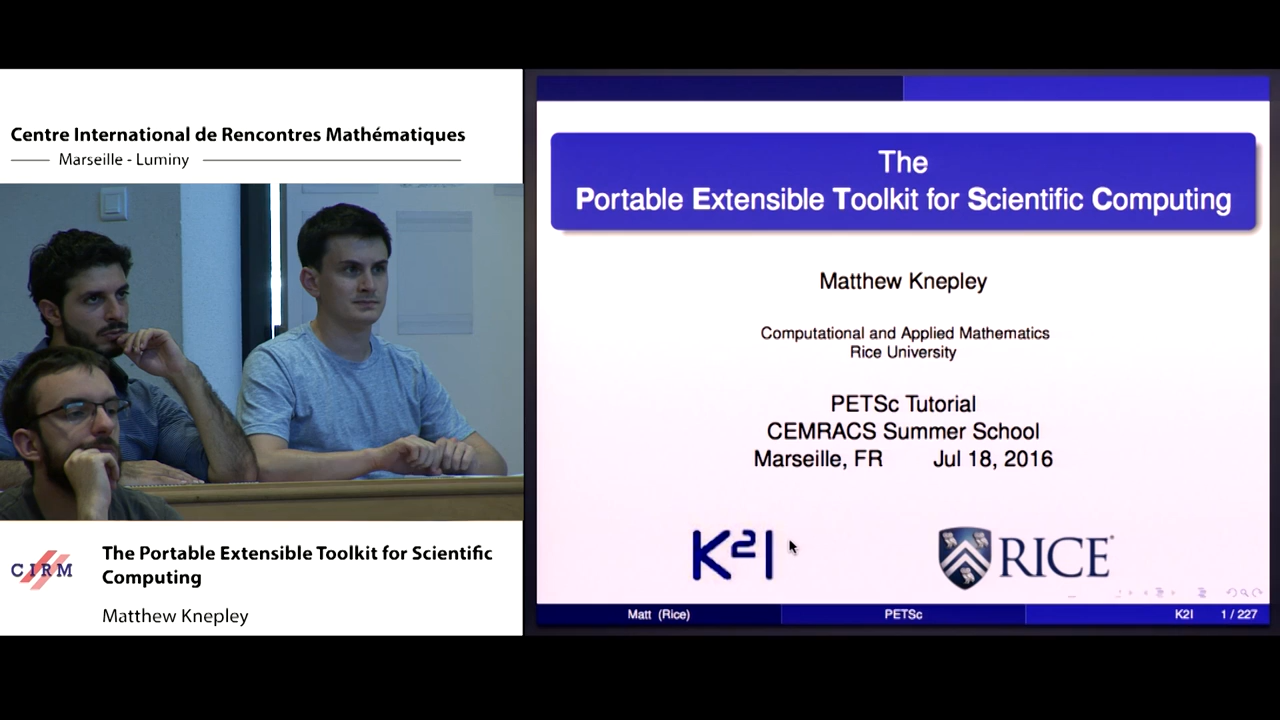 Centre International de Rencontres Mathématiques
Marseille - Luminy
CIRM
The Portable Extensible Toolkit for Scientific
Computing
Matthew Knepley
The
Portable Extensible Toolkit for Scientific Computing
Matthew Knepley
Computational and Applied Mathematics
Rice University
PETSc Tutorial
CEMRACS Summer School
Marseille, FR Jul 18, 2016
K2I
RICE
Matt (Rice)
PETSc
K2I
1 / 227